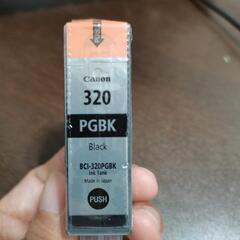 Canon
320
PGBK
Black
BCI-320PGBK
Ink Tank
Made in Japan
PUSH